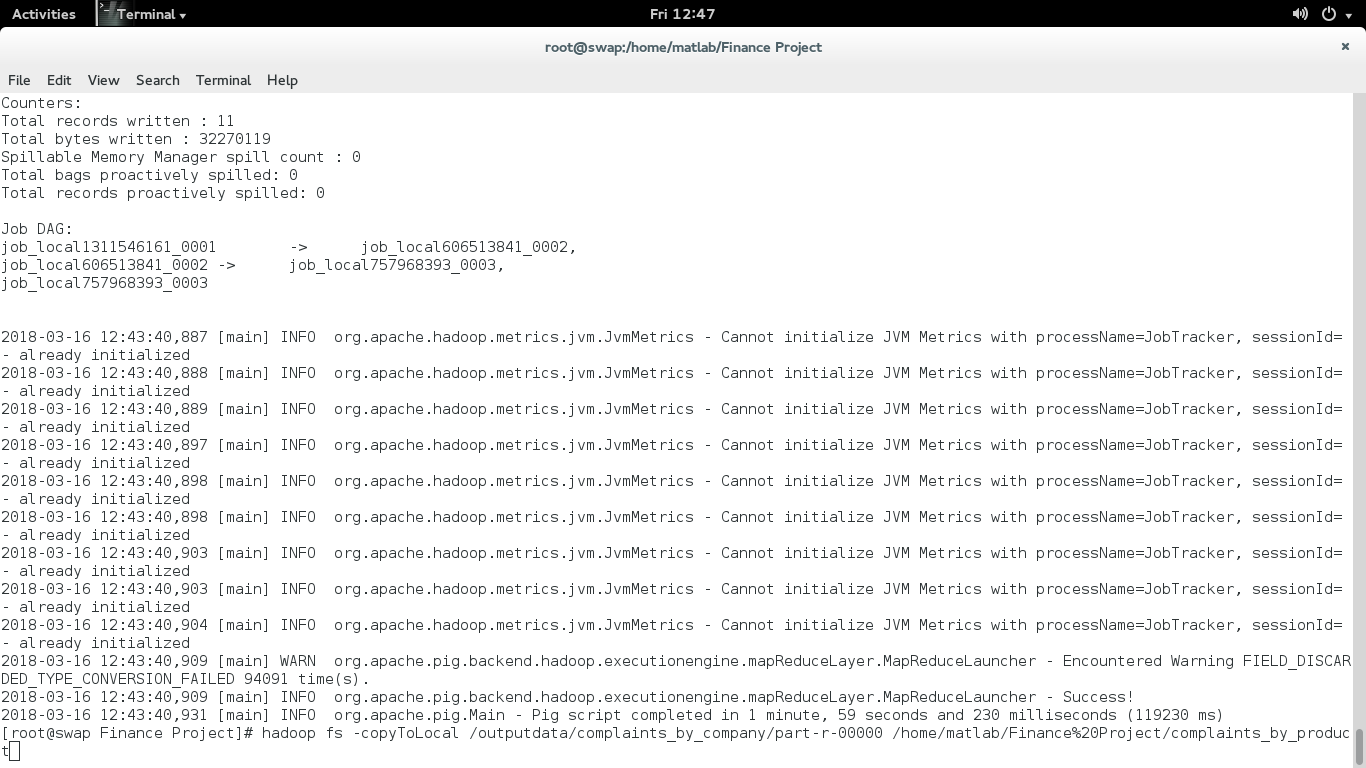 Activities
Terminal
Fri 12:47
root@swap:/home/matlab/Finance Project
File Edit View Search Terminal Help
Counters:
Total records written : 11
Total bytes written : 32270119
Spillable Memory Manager spill count : 0
Total bags proactively spilled: 0
Total records proactively spilled: 0
Job DAG:
job_local1311546161_0001 -> job_local606513841_0002,
job_local606513841_0002 -> job_local757968393_0003,
job_local757968393_0003
2018-03-16 12:43:40,887 [main] INFO org.apache.hadoop.metrics.jvm.JvmMetrics - Cannot initialize JVM Metrics with processName=JobTracker, sessionId=
- already initialized
2018-03-16 12:43:40,888 [main] INFO org.apache.hadoop.metrics.jvm.JvmMetrics - Cannot initialize JVM Metrics with processName=JobTracker, sessionId=
- already initialized
2018-03-16 12:43:40,889 [main] INFO org.apache.hadoop.metrics.jvm.JvmMetrics - Cannot initialize JVM Metrics with processName=JobTracker, sessionId=
- already initialized
2018-03-16 12:43:40,897 [main] INFO org.apache.hadoop.metrics.jvm.JvmMetrics - Cannot initialize JVM Metrics with processName=JobTracker, sessionId=
- already initialized
2018-03-16 12:43:40,898 [main] INFO org.apache.hadoop.metrics.jvm.JvmMetrics - Cannot initialize JVM Metrics with processName=JobTracker, sessionId=
- already initialized
2018-03-16 12:43:40,898 [main] INFO org.apache.hadoop.metrics.jvm.JvmMetrics - Cannot initialize JVM Metrics with processName=JobTracker, sessionId=
- already initialized
2018-03-16 12:43:40,903 [main] INFO org.apache.hadoop.metrics.jvm.JvmMetrics - Cannot initialize JVM Metrics with processName=JobTracker, sessionId=
- already initialized
2018-03-16 12:43:40,903 [main] INFO org.apache.hadoop.metrics.jvm.JvmMetrics - Cannot initialize JVM Metrics with processName=JobTracker, sessionId=
- already initialized
2018-03-16 12:43:40,904 [main] INFO org.apache.hadoop.metrics.jvm.JvmMetrics - Cannot initialize JVM Metrics with processName=JobTracker, sessionId=
- already initialized
2018-03-16 12:43:40,909 [main] WARN org.apache.pig.backend.hadoop.executionengine.mapReduceLayer.MapReduceLauncher - Encountered Warning FIELD_DISCAR
DED_TYPE_CONVERSION_FAILED 94091 time(s).
2018-03-16 12:43:40,909 [main] INFO org.apache.pig.backend.hadoop.executionengine.mapReduceLayer.MapReduceLauncher - Success!
2018-03-16 12:43:40,931 [main] INFO org.apache.pig.Main - Pig script completed in 1 minute, 59 seconds and 230 milliseconds (119230 ms)
[root@swap Finance Project]# hadoop fs -copyToLocal /outputdata/complaints_by_company/part-r-00000 /home/matlab/Finance%20Project/complaints_by_produc
t